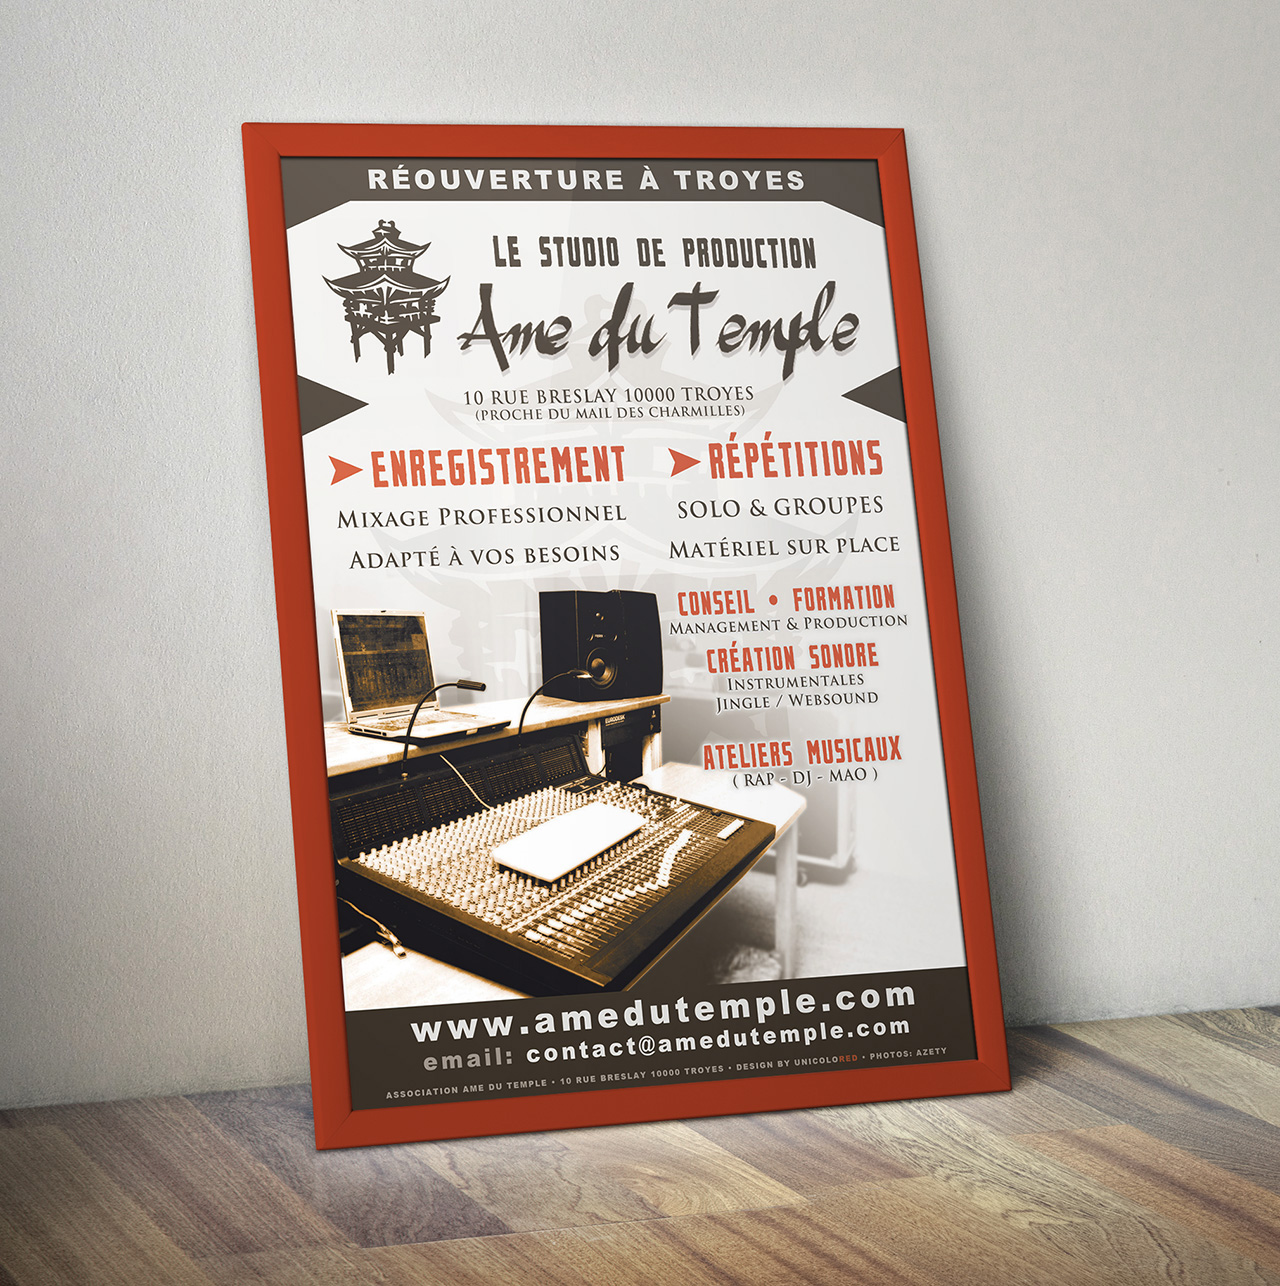 RÉOUVERTURE À TROYES
LE STUDIO DE PRODUCTION
Ame du Temple
10 RUE BRESLAY 10000 TROYES
(PROCHE DU MAIL DES CHARMILLES)
ENREGISTREMENT
MIXAGE PROFESSIONNEL
ADAPTÉ À VOS BESOINS
RÉPÉTITIONS
SOLO & GROUPES
MATÉRIEL SUR PLACE
CONSEIL • FORMATION
MANAGEMENT & PRODUCTION
CRÉATION SONORE
INSTRUMENTALES
JINGLE / WEBSOUND
ATELIERS MUSICAUX
( RAP - DJ - MAO )
EURODESK
www.amedutemple.com
email: contact@amedutemple.com
ASSOCIATION AME DU TEMPLE • 10 RUE BRESLAY 10000 TROYES • DESIGN BY UNICOLORED • PHOTOS: AZETY